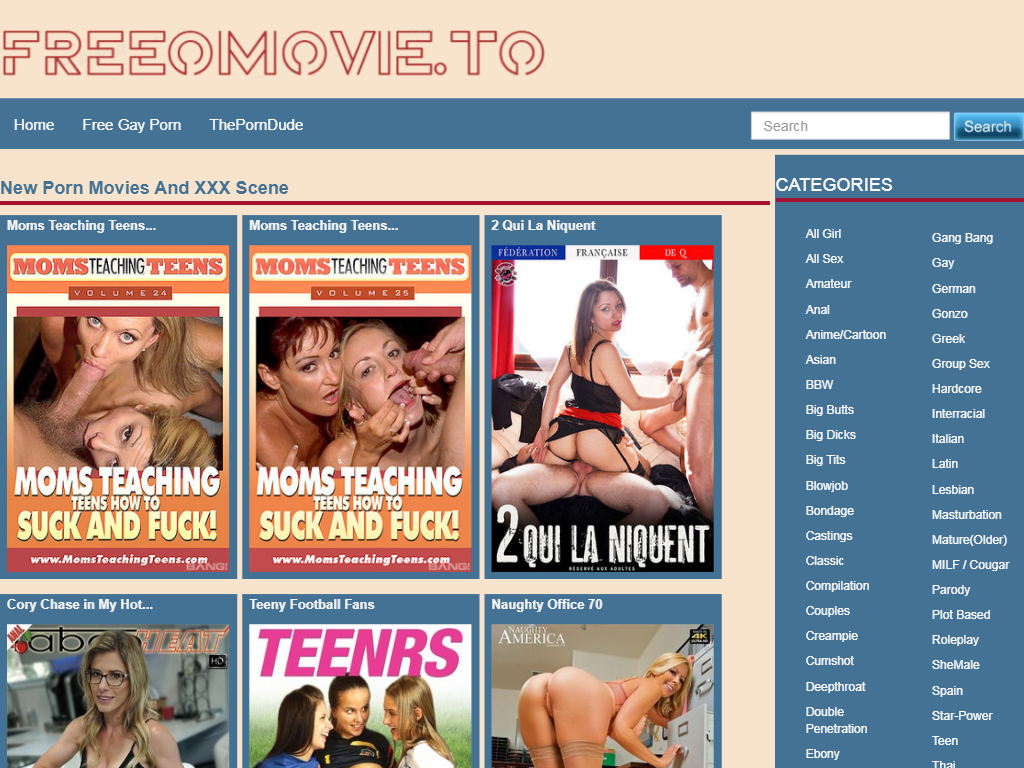 FREEOMOVIE.TO
Home
Free Gay Porn
ThePornDude
Search
Search
New Porn Movies And XXX Scene
Moms Teaching Teens...
MOMS TEACHING TEENS
VOLUME 24
MOMS TEACHING
TEENS HOW TO
SUCK AND FUCK!
www.MomsTeachingTeens.com
BANG!
Moms Teaching Teens...
MOMS TEACHING TEENS
VOLUME 25
MOMS TEACHING
TEENS HOW TO
SUCK AND FUCK!
www.MomsTeachingTeens.com
BANG!
2 Qui La Niquent
FÉDÉRATION FRANÇAISE DE Q
2 QUI LA NIQUENT
RÉSERVÉ AUX ADULTES
Cory Chase in My Hot...
HEAT
HD
Teeny Football Fans
TEENRS
Naughty Office 70
NAUGHTY
AMERICA
4K
CATEGORIES
All Girl
All Sex
Amateur
Anal
Anime/Cartoon
Asian
BBW
Big Butts
Big Dicks
Big Tits
Blowjob
Bondage
Castings
Classic
Compilation
Couples
Creampie
Cumshot
Deepthroat
Double
Penetration
Ebony
Gang Bang
Gay
German
Gonzo
Greek
Group Sex
Hardcore
Interracial
Italian
Latin
Lesbian
Masturbation
Mature(Older)
MILF / Cougar
Parody
Plot Based
Roleplay
SheMale
Spain
Star-Power
Teen
Thai